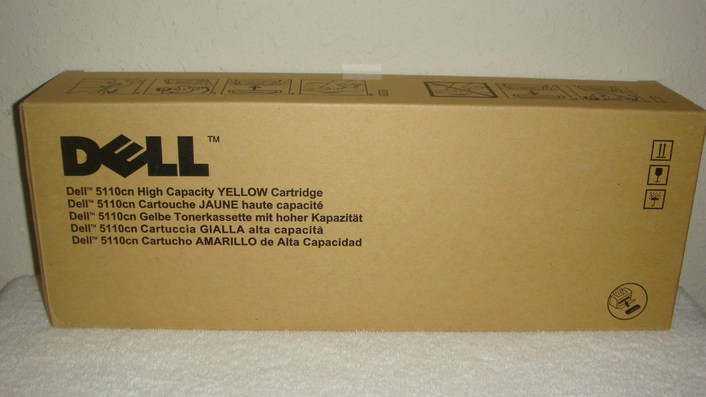 DELL™
Dell™ 5110cn High Capacity YELLOW Cartridge
Dell™ 5110cn Cartouche JAUNE haute capacité
Dell™ 5110cn Gelbe Tonerkassette mit hoher Kapazität
Dell™ 5110cn Cartuccia GIALLA alta capacità
Dell™ 5110cn Cartucho AMARILLO de Alta Capacidad